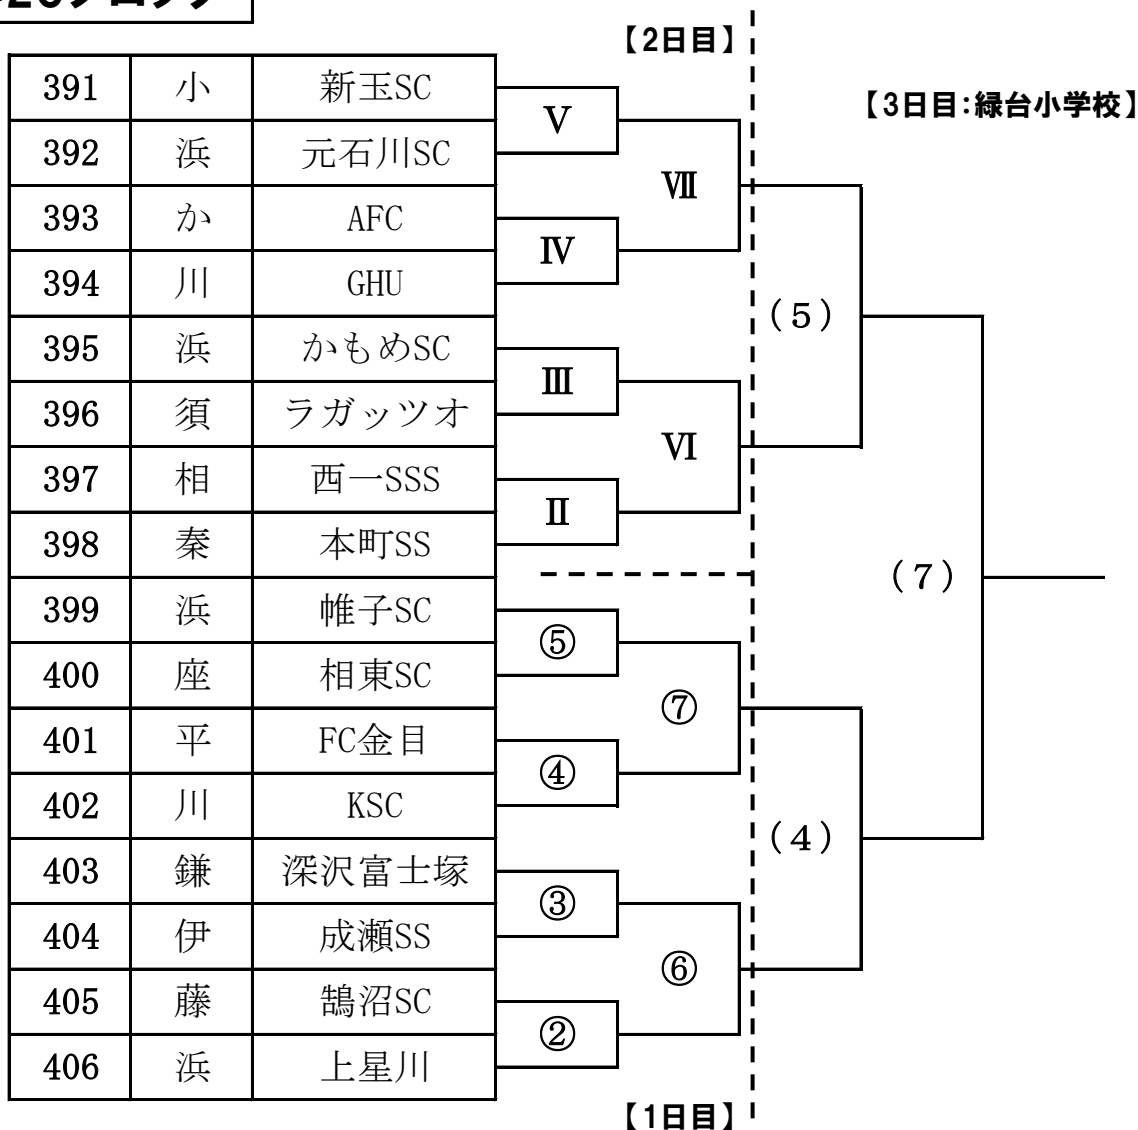 ブロック
【2日目】
【3日目:緑台小学校】
391 小 新玉SC
V
392 浜 元石川SC
Ⅶ
393 か AFC
Ⅳ
394 川 GHU
(5)
395 浜 かもめSC
Ⅲ
396 須 ラガッツオ
Ⅵ
397 相 西一SSS
Ⅱ
398 秦 本町SS
(7)
399 浜 帷子SC
⑤
400 座 相東SC
⑦
401 平 FC金目
④
402 川 KSC
(4)
403 鎌 深沢富士塚
③
404 伊 成瀬SS
⑥
405 藤 鵠沼SC
②
406 浜 上星川
【1日目】